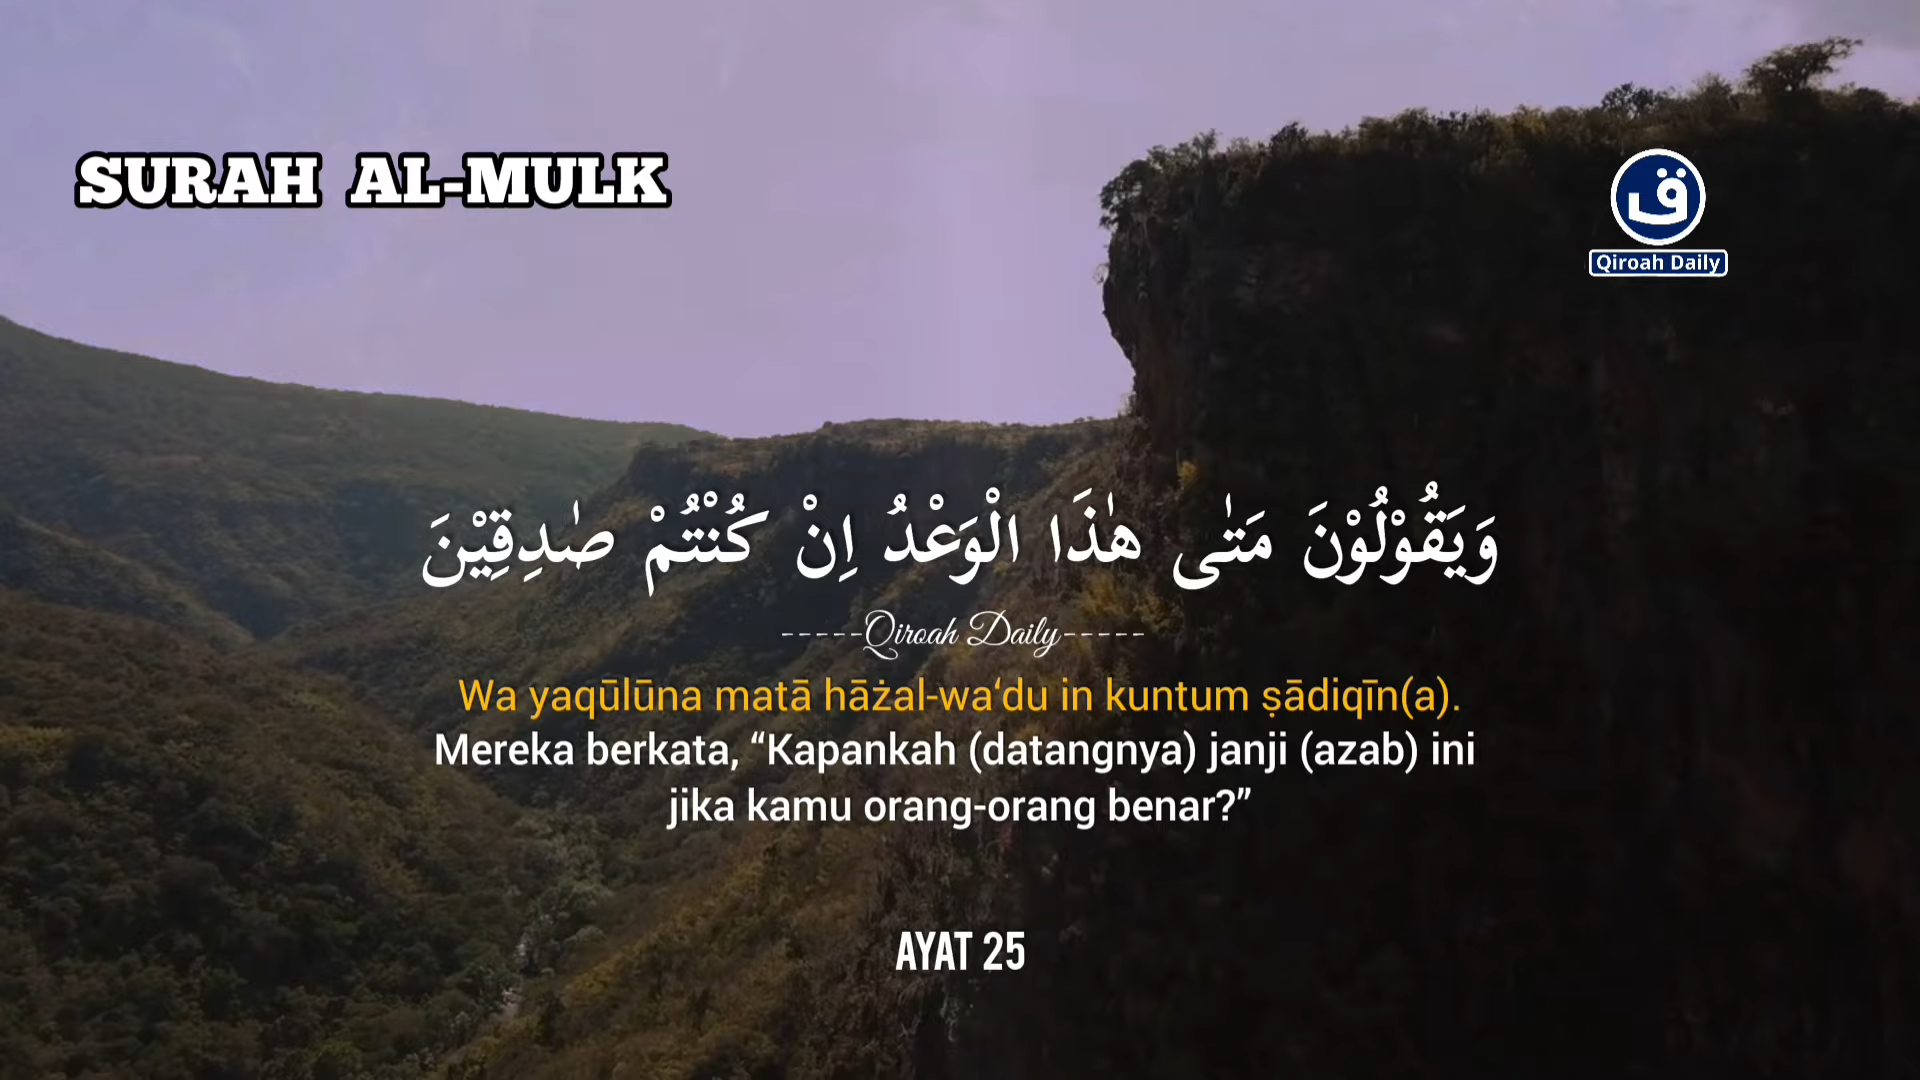 SURAH AL-MULK
ق
Qiroah Daily
وَيَقُوْلُوْنَ مَتٰى هٰذَا الْوَعْدُ اِنْ كُنْتُمْ صٰدِقِيْنَ
-----Qiroah Daily-----
Wa yaqūlūna matā hāżal-wa‘du in kuntum ṣādiqīn(a).
Mereka berkata, “Kapankah (datangnya) janji (azab) ini
jika kamu orang-orang benar?”
AYAT 25